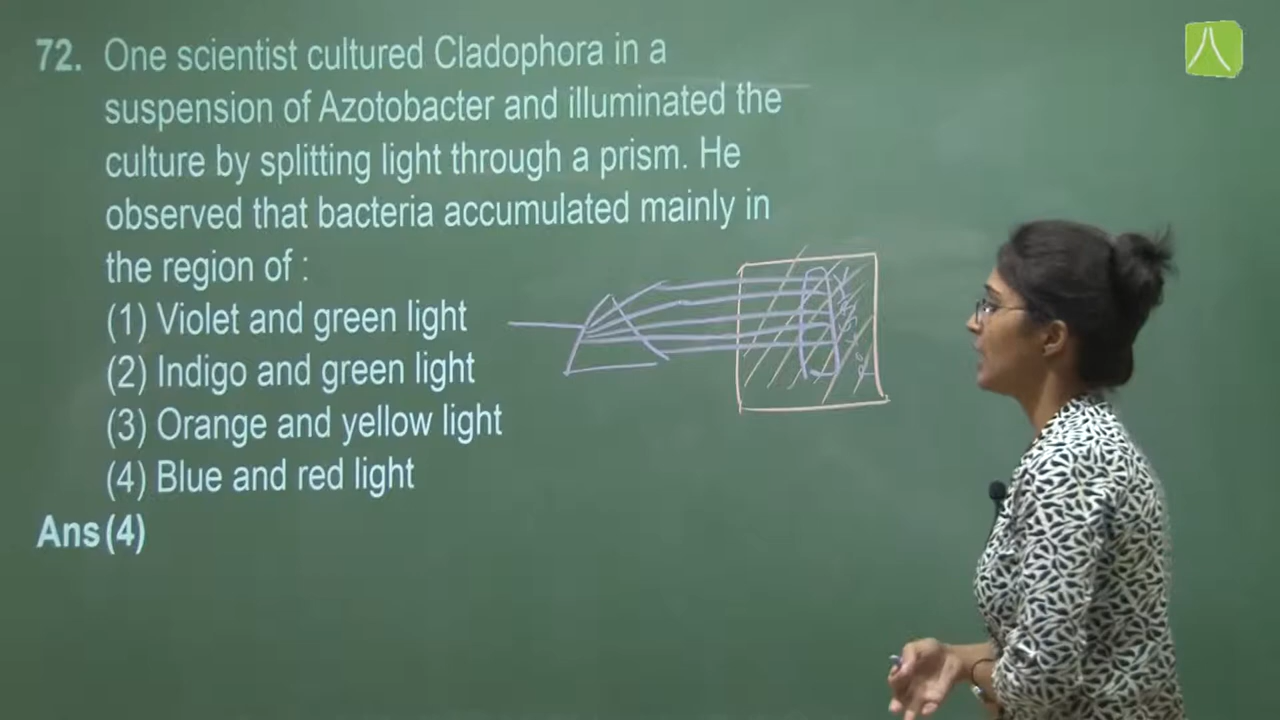 72. One scientist cultured Cladophora in a
suspension of Azotobacter and illuminated the
culture by splitting light through a prism. He
observed that bacteria accumulated mainly in
the region of :
(1) Violet and green light
(2) Indigo and green light
(3) Orange and yellow light
(4) Blue and red light
Ans (4)